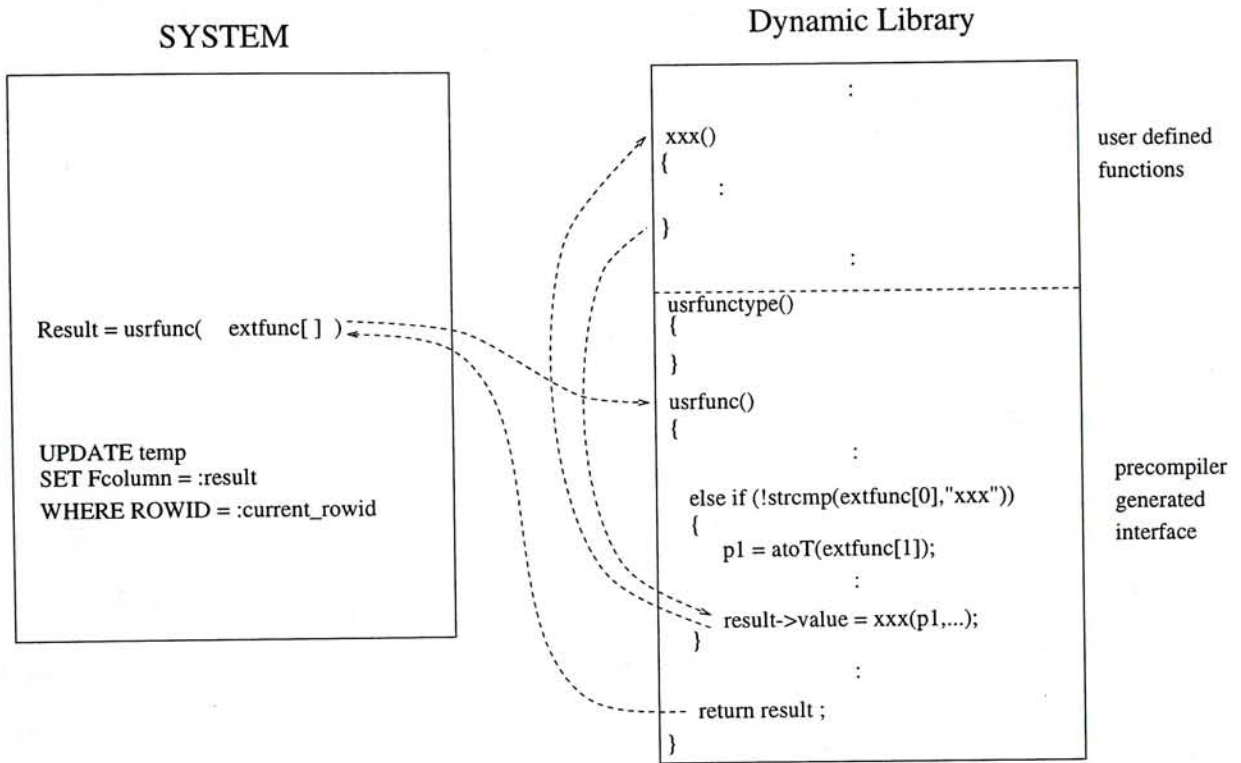 SYSTEM
Result = usrfunc( extfunc[ ] )
UPDATE temp
SET Fcolumn = :result
WHERE ROWID = :current_rowid
Dynamic Library
:
xxx()
{
:
}
:
usrfunctype()
{
}
usrfunc()
{
:
else if (!strcmp(extfunc[0],"xxx"))
{
p1 = atoT(extfunc[1]);
:
result->value = xxx(p1,...);
}
:
return result ;
}
user defined
functions
precompiler
generated
interface